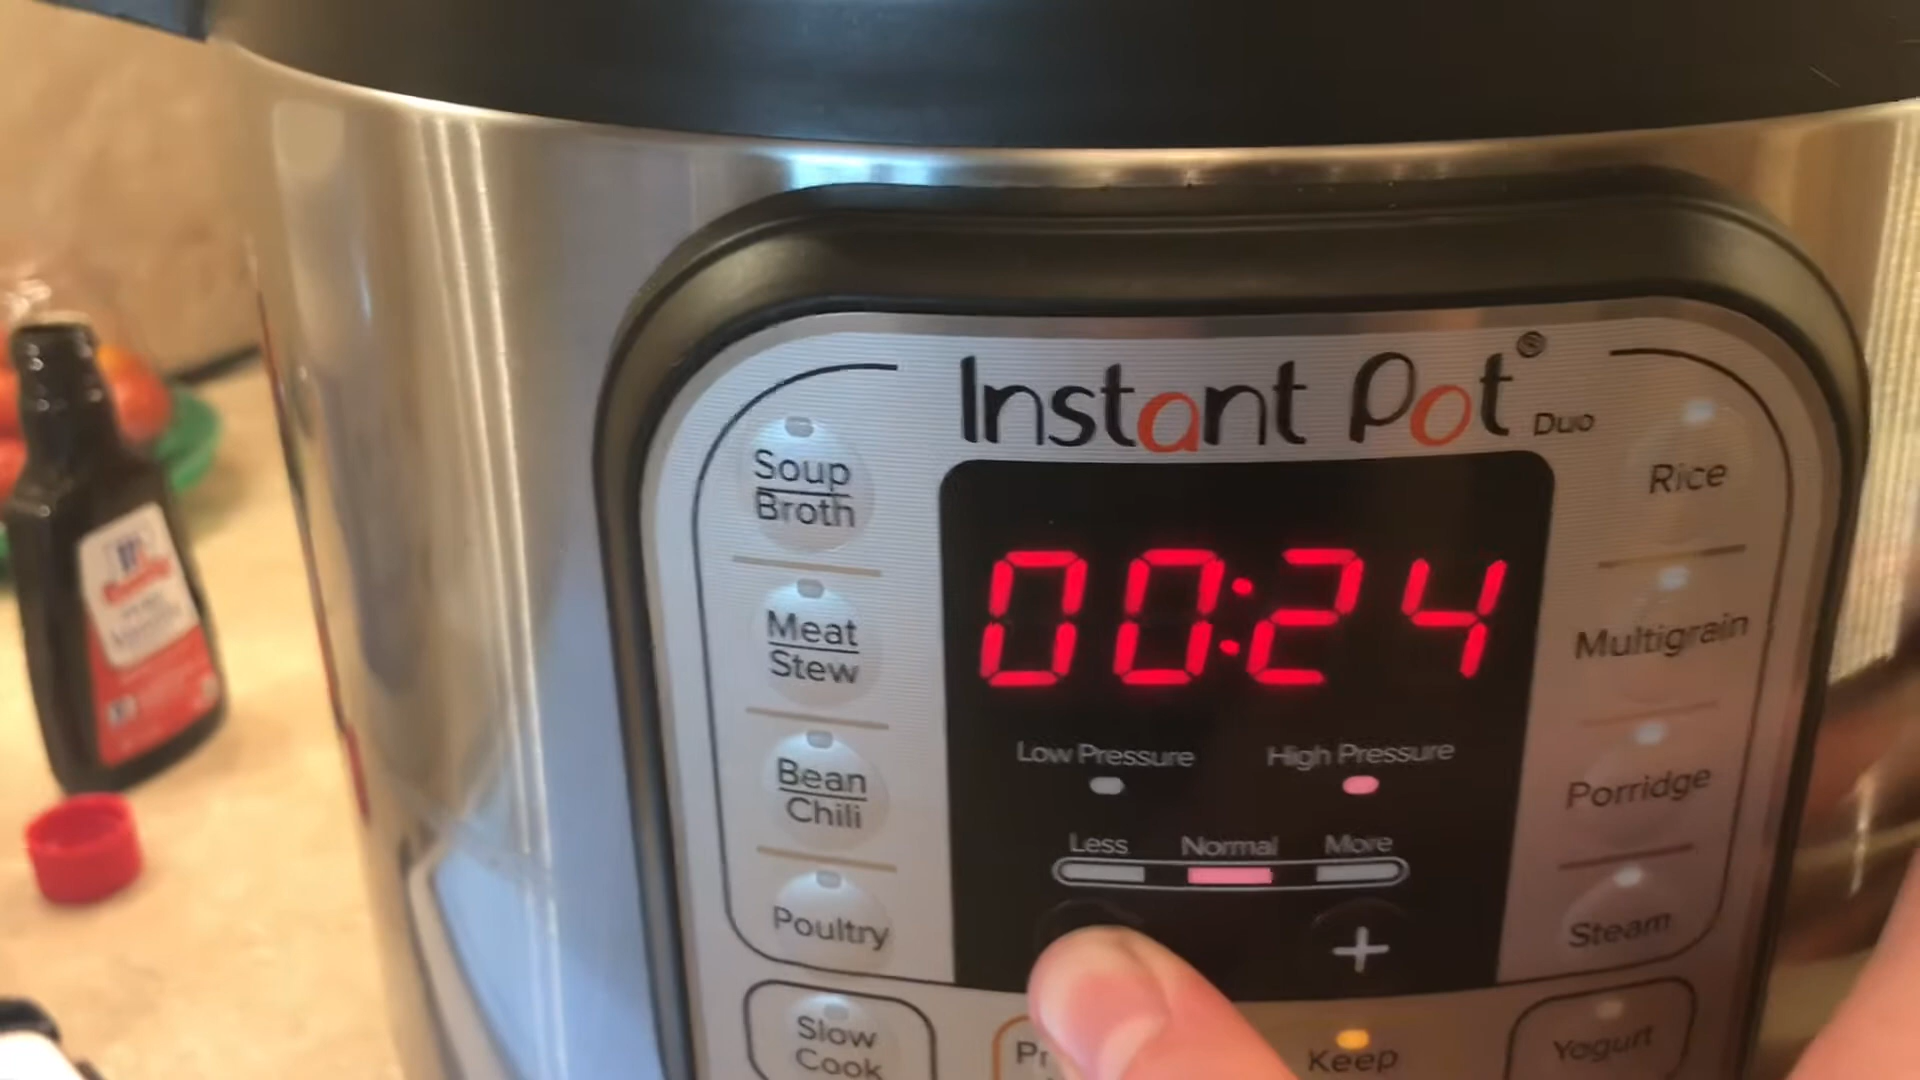 Instant Pot® Duo
Soup
Broth
Meat
Stew
Bean
Chili
Poultry
Slow
Cook
00:24
Low Pressure
High Pressure
Less
Normal
More
+
Keep
Rice
Multigrain
Porridge
Steam
Yogurt